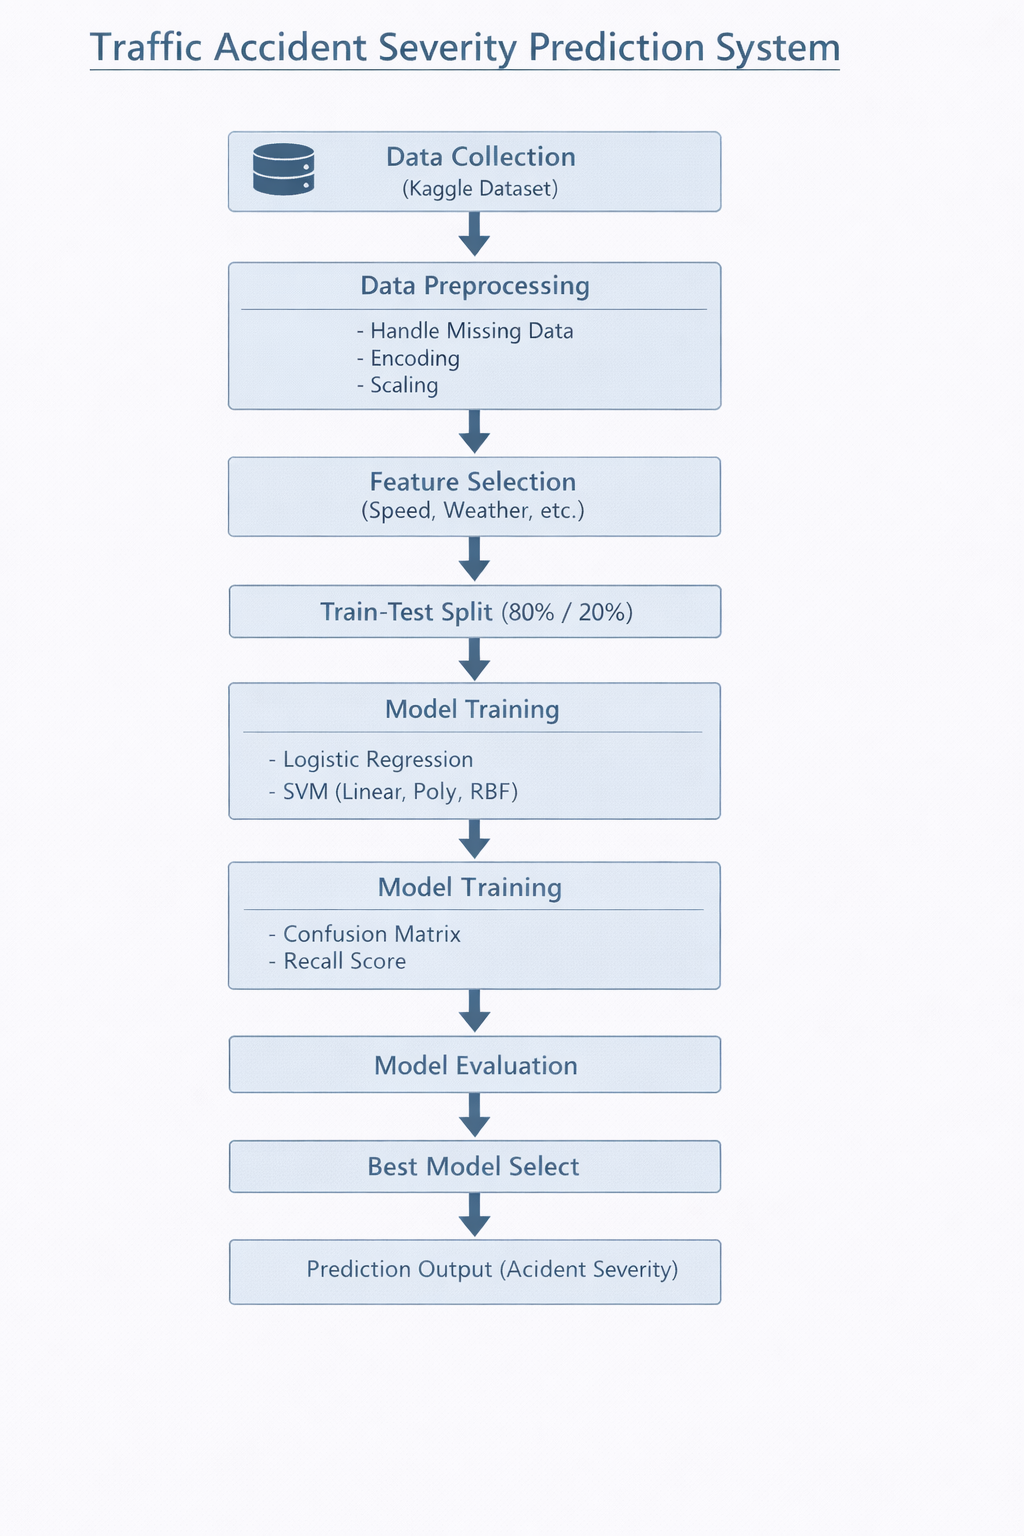 Traffic Accident Severity Prediction System
Data Collection
(Kaggle Dataset)
Data Preprocessing
- Handle Missing Data
- Encoding
- Scaling
Feature Selection
(Speed, Weather, etc.)
Train-Test Split (80% / 20%)
Model Training
- Logistic Regression
- SVM (Linear, Poly, RBF)
Model Training
- Confusion Matrix
- Recall Score
Model Evaluation
Best Model Select
Prediction Output (Acident Severity)